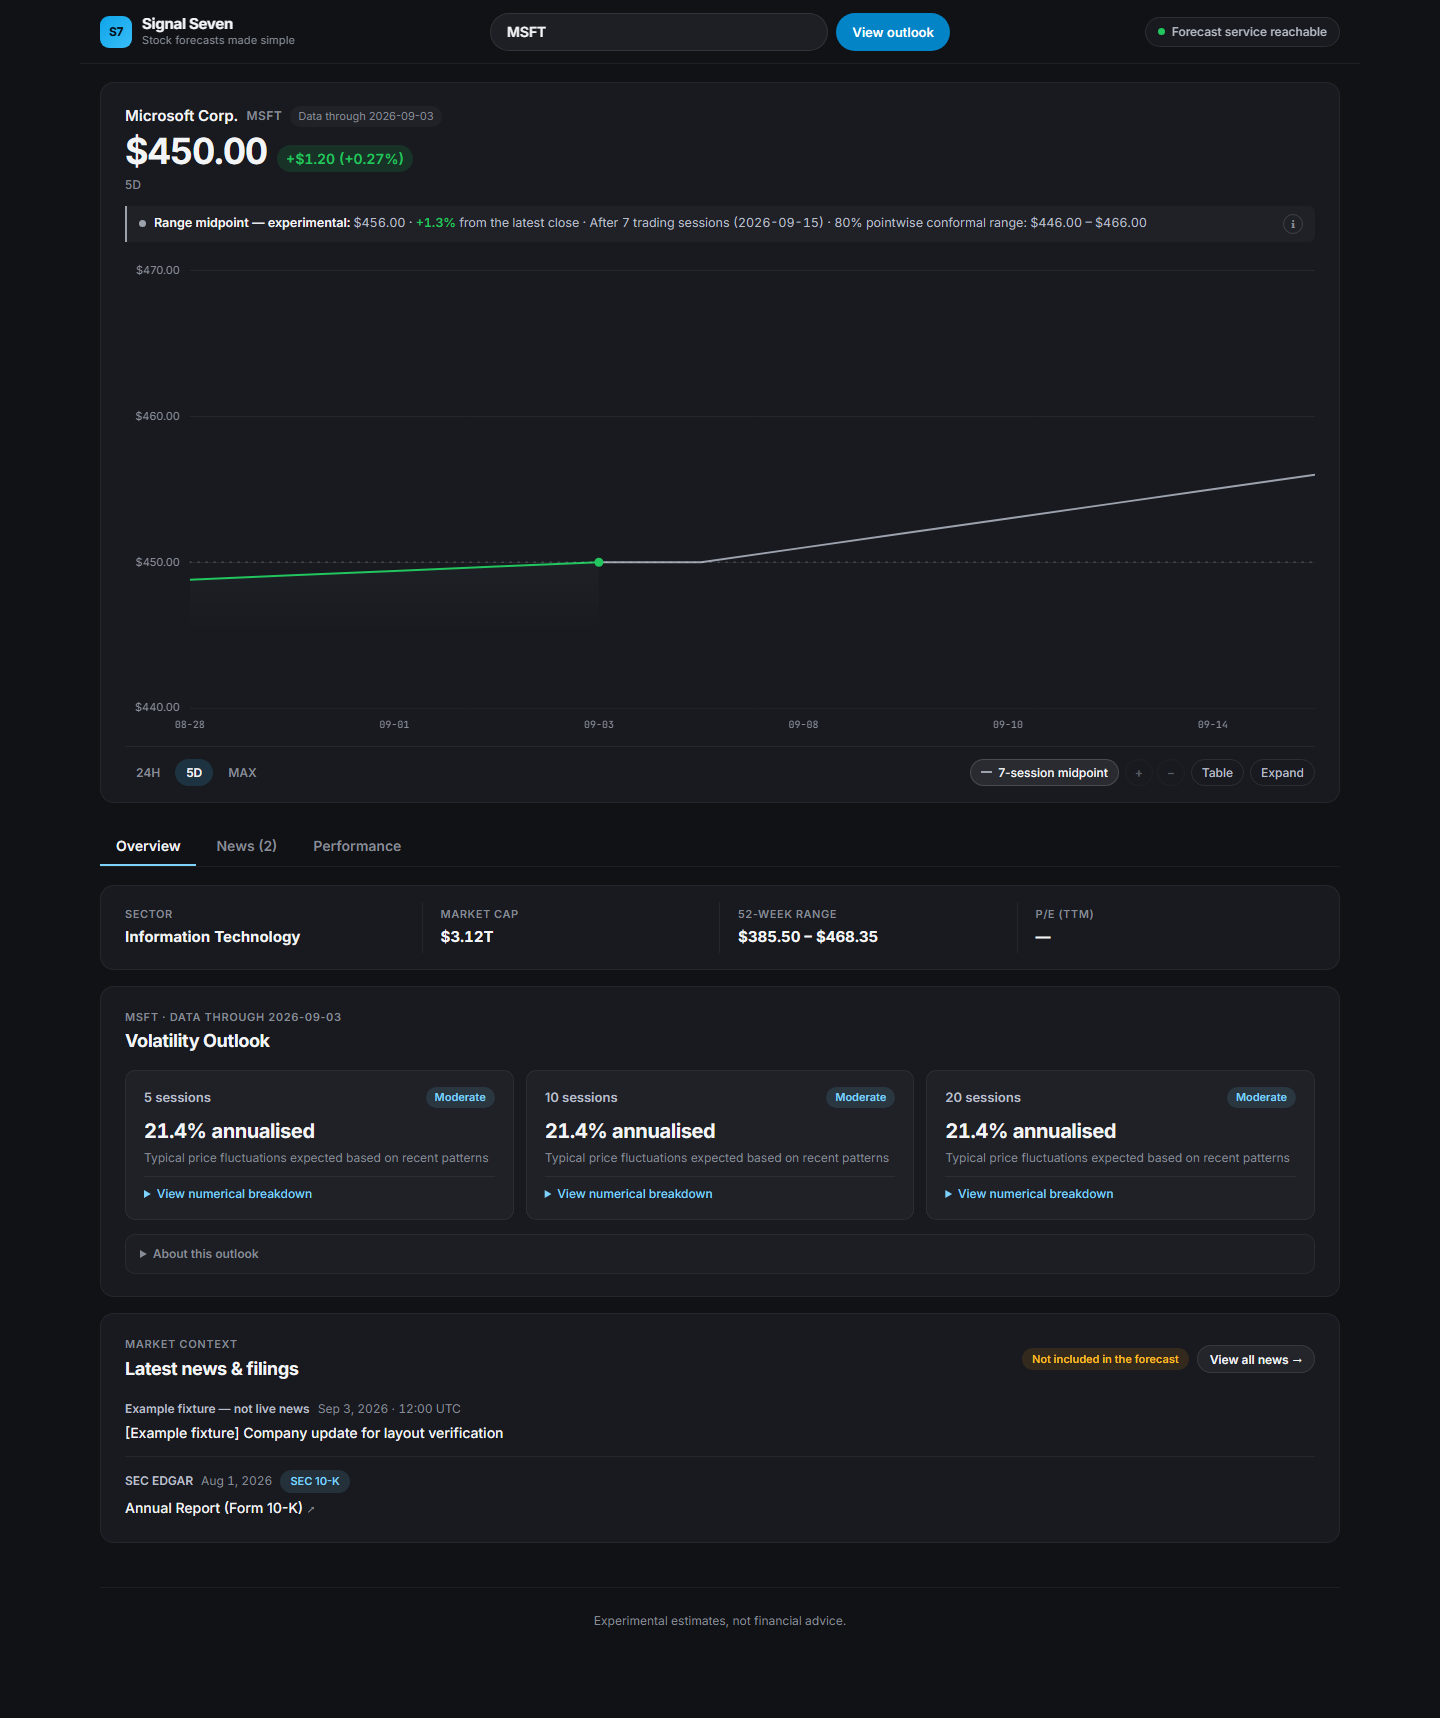 S7
Signal Seven
Stock forecasts made simple
MSFT
View outlook
Forecast service reachable
Microsoft Corp. MSFT Data through 2026-09-03
$450.00 +$1.20 (+0.27%)
5D
Range midpoint — experimental: $456.00 · +1.3% from the latest close · After 7 trading sessions (2026-09-15) · 80% pointwise conformal range: $446.00 – $466.00
i
$470.00
$460.00
$450.00
$440.00
08-28 09-01 09-03 09-08 09-10 09-14
24H 5D MAX
— 7-session midpoint + − Table Expand
Overview News (2) Performance
SECTOR
Information Technology
MARKET CAP
$3.12T
52-WEEK RANGE
$385.50 – $468.35
P/E (TTM)
—
MSFT · DATA THROUGH 2026-09-03
Volatility Outlook
5 sessions Moderate
21.4% annualised
Typical price fluctuations expected based on recent patterns
▶ View numerical breakdown
10 sessions Moderate
21.4% annualised
Typical price fluctuations expected based on recent patterns
▶ View numerical breakdown
20 sessions Moderate
21.4% annualised
Typical price fluctuations expected based on recent patterns
▶ View numerical breakdown
▶ About this outlook
MARKET CONTEXT
Latest news & filings
Not included in the forecast View all news →
Example fixture — not live news Sep 3, 2026 · 12:00 UTC
[Example fixture] Company update for layout verification
SEC EDGAR Aug 1, 2026 SEC 10-K
Annual Report (Form 10-K) ↗
Experimental estimates, not financial advice.